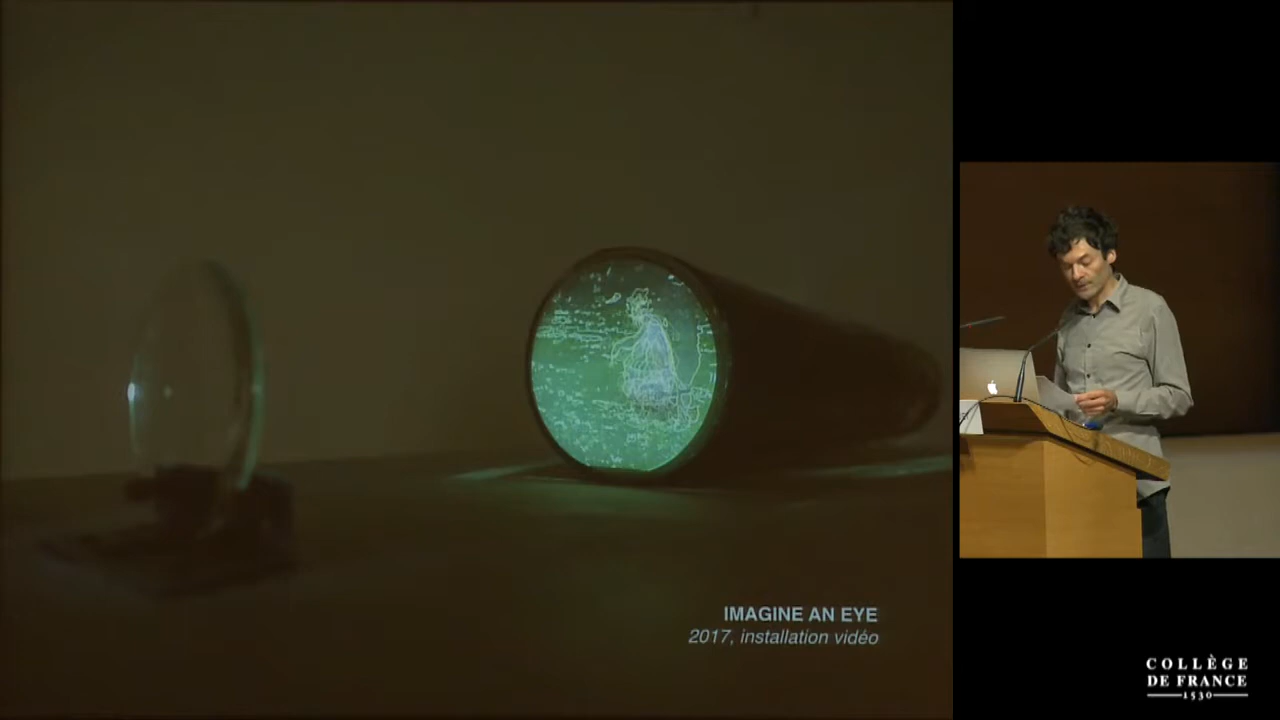 IMAGINE AN EYE
2017, installation vidéo
COLLÈGE
DE FRANCE
1530